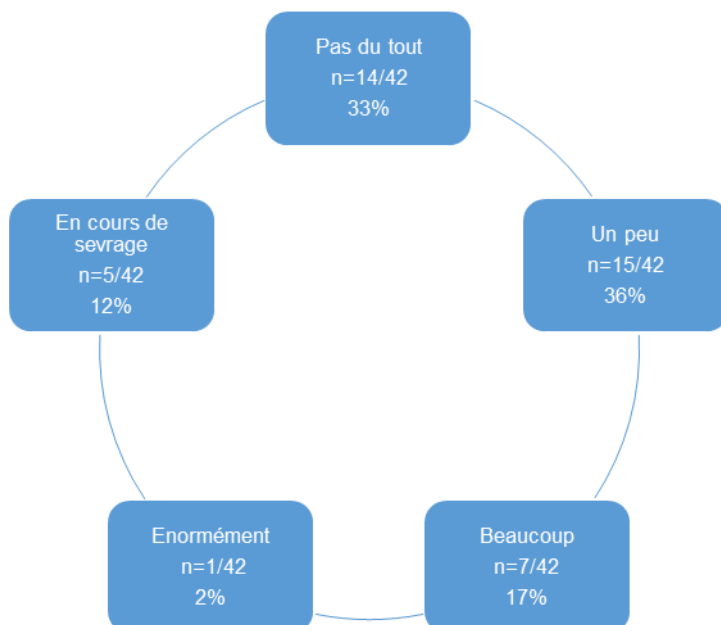 Pas du tout
n=14/42
33%
Un peu
n=15/42
36%
Beaucoup
n=7/42
17%
Enormément
n=1/42
2%
En cours de
sevrage
n=5/42
12%